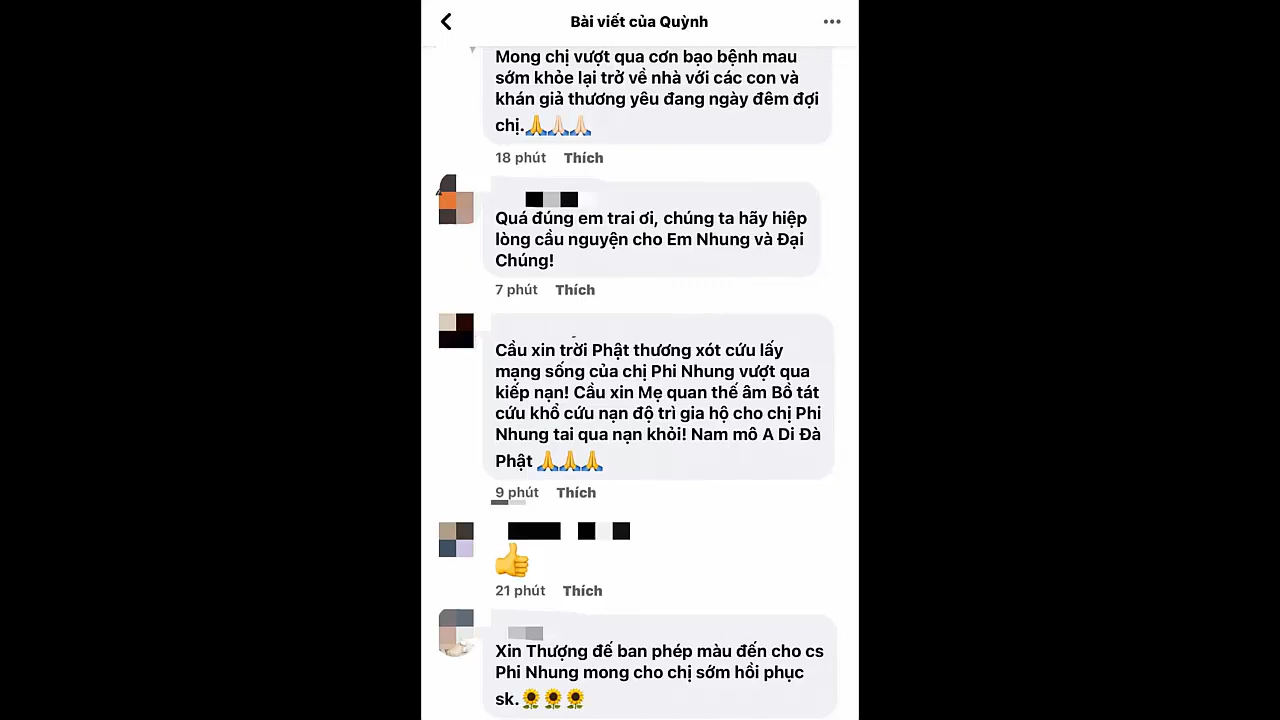 Bài viết của Quỳnh
Mong chị vượt qua cơn bạo bệnh mau
sớm khỏe lại trở về nhà với các con và
khán giả thương yêu đang ngày đêm đợi
chị.🙏🙏🏻🙏🏻
18 phút Thích
Quá đúng em trai ơi, chúng ta hãy hiệp
lòng cầu nguyện cho Em Nhung và Đại
Chúng!
7 phút Thích
Cầu xin trời Phật thương xót cứu lấy
mạng sống của chị Phi Nhung vượt qua
kiếp nạn! Cầu xin Mẹ quan thế âm Bồ tát
cứu khổ cứu nạn độ trì gia hộ cho chị Phi
Nhung tai qua nạn khỏi! Nam mô A Di Đà
Phật 🙏🙏🙏
9 phút Thích
👍
21 phút Thích
Xin Thượng đế ban phép màu đến cho cs
Phi Nhung mong cho chị sớm hồi phục
sk.🌻🌻🌻